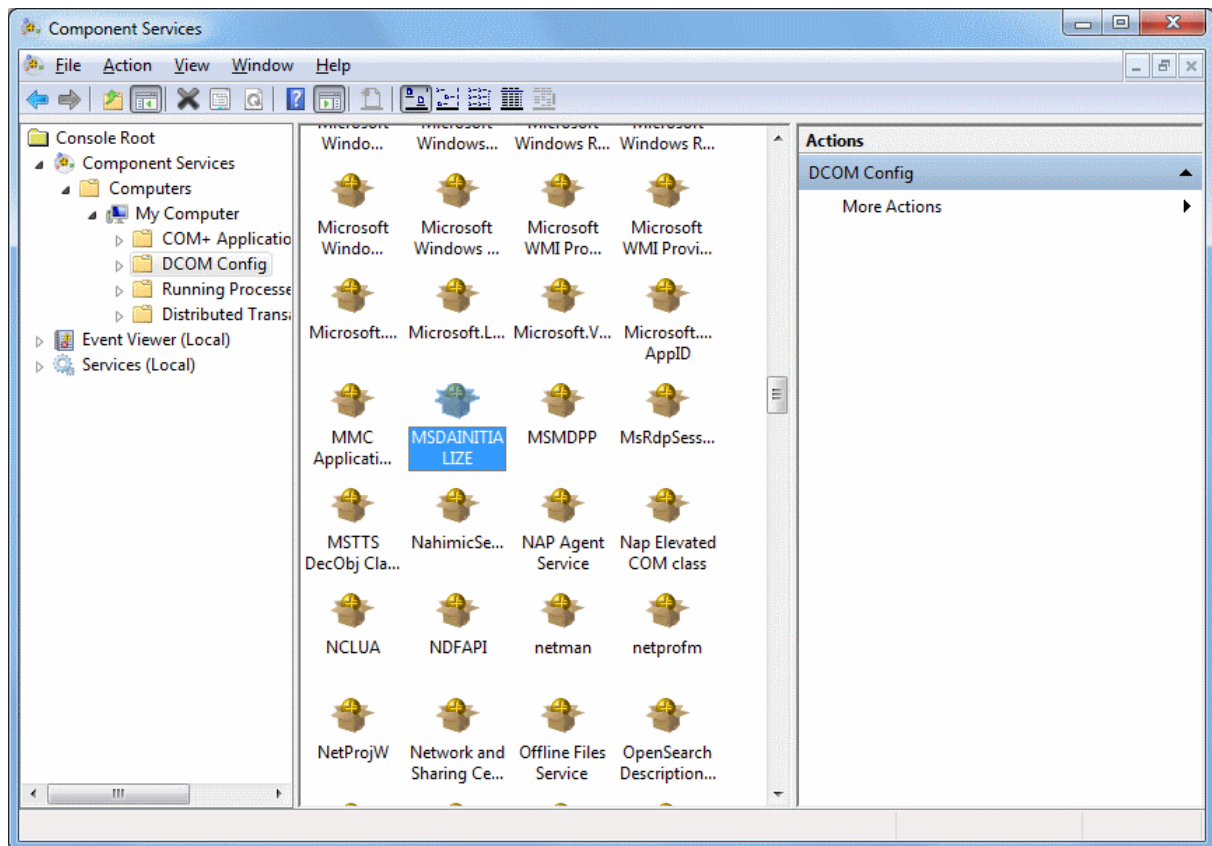 Component Services
File Action View Window Help
Console Root
Component Services
Computers
My Computer
COM+ Applicatio
DCOM Config
Running Processe
Distributed Trans
Event Viewer (Local)
Services (Local)
Microsoft Microsoft Microsoft Microsoft
Windo... Windows... Windows R... Windows R...
Microsoft Microsoft Microsoft Microsoft
Windo... Windows ... WMI Pro... WMI Provi...
Microsoft.... Microsoft.L... Microsoft.V... Microsoft....
AppID
MMC MSDAINITIA MSMDPP MsRdpSess...
Applicati... LIZE
MSTTS NahimicSe... NAP Agent Nap Elevated
DecObj Cla... Service COM class
NCLUA NDFAPI netman netprofm
NetProjW Network and Offline Files OpenSearch
Sharing Ce... Service Description...
Actions
DCOM Config
More Actions